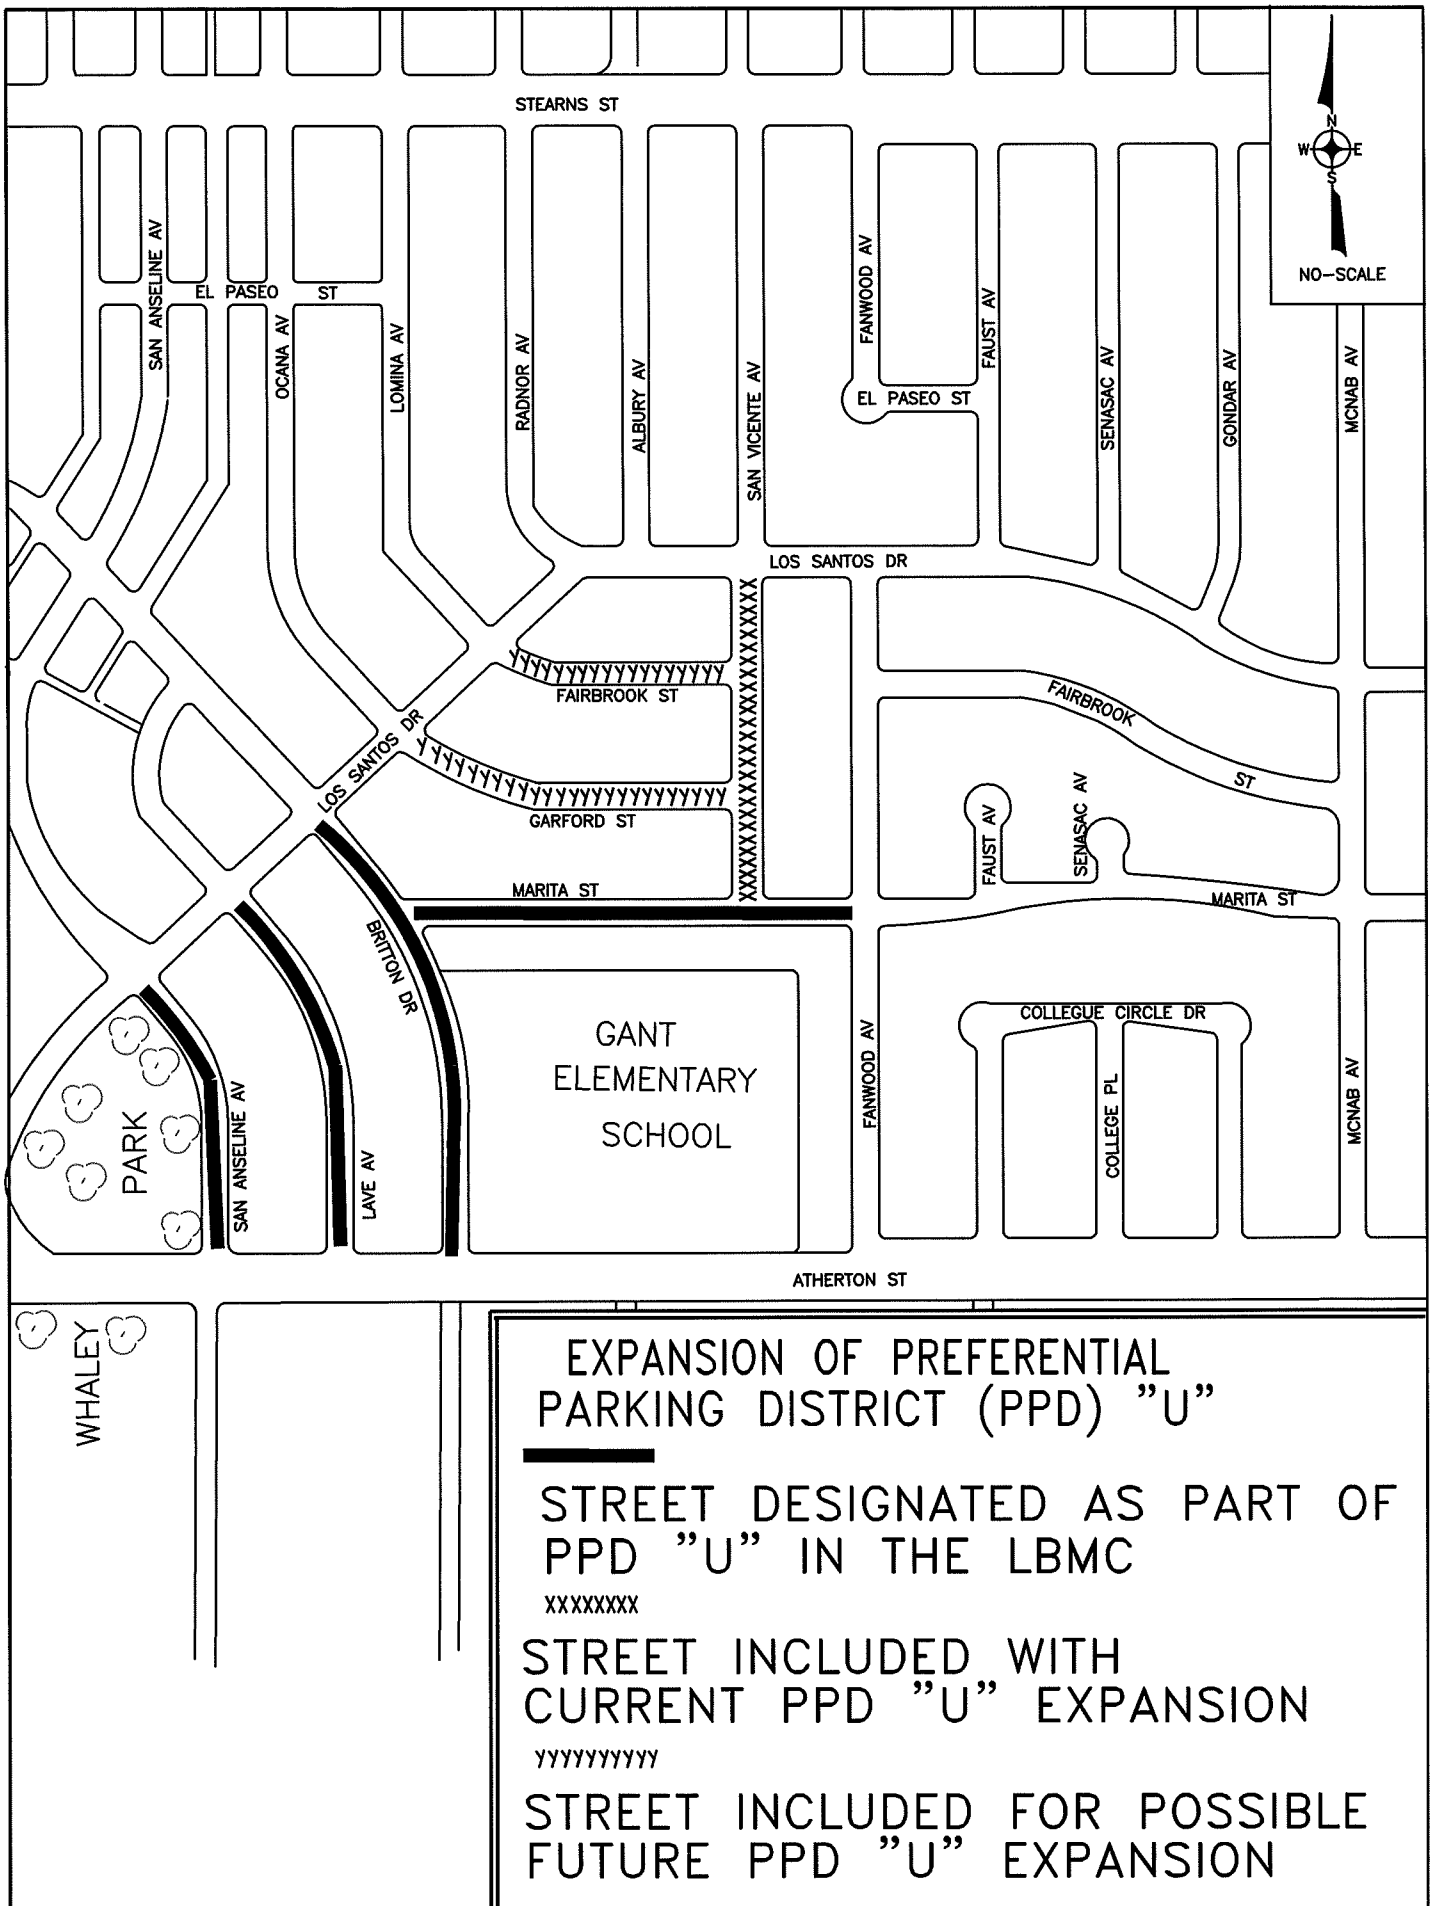 STEARNS ST
N
W E
S
NO-SCALE
SAN ANSELINE AV
EL PASEO ST
OCANA AV
LOMINA AV
RADNOR AV
ALBURY AV
SAN VICENTE AV
FANWOOD AV
EL PASEO ST
FAUST AV
SENASAC AV
GONDAR AV
MCNAB AV
LOS SANTOS DR
YYYYYYYYYYYYYYYYYYYY
XXXXXXXXXXXXXXXXXXXXXXXXXXXXXXXX
FAIRBROOK ST
FAIRBROOK ST
LOS SANTOS DR
YYYYYYYYYYYYYYYYYYYYYYYYYYYY
GARFORD ST
FAUST AV
SENASAC AV
MARITA ST
MARITA ST
BRITTON DR
COLLEGUE CIRCLE DR
GANT
ELEMENTARY
SCHOOL
FANWOOD AV
COLLEGE PL
MCNAB AV
PARK
SAN ANSELINE AV
LAVE AV
ATHERTON ST
WHALEY
EXPANSION OF PREFERENTIAL
PARKING DISTRICT (PPD) "U"
STREET DESIGNATED AS PART OF
PPD "U" IN THE LBMC
XXXXXXXX
STREET INCLUDED WITH
CURRENT PPD "U" EXPANSION
YYYYYYYYYY
STREET INCLUDED FOR POSSIBLE
FUTURE PPD "U" EXPANSION